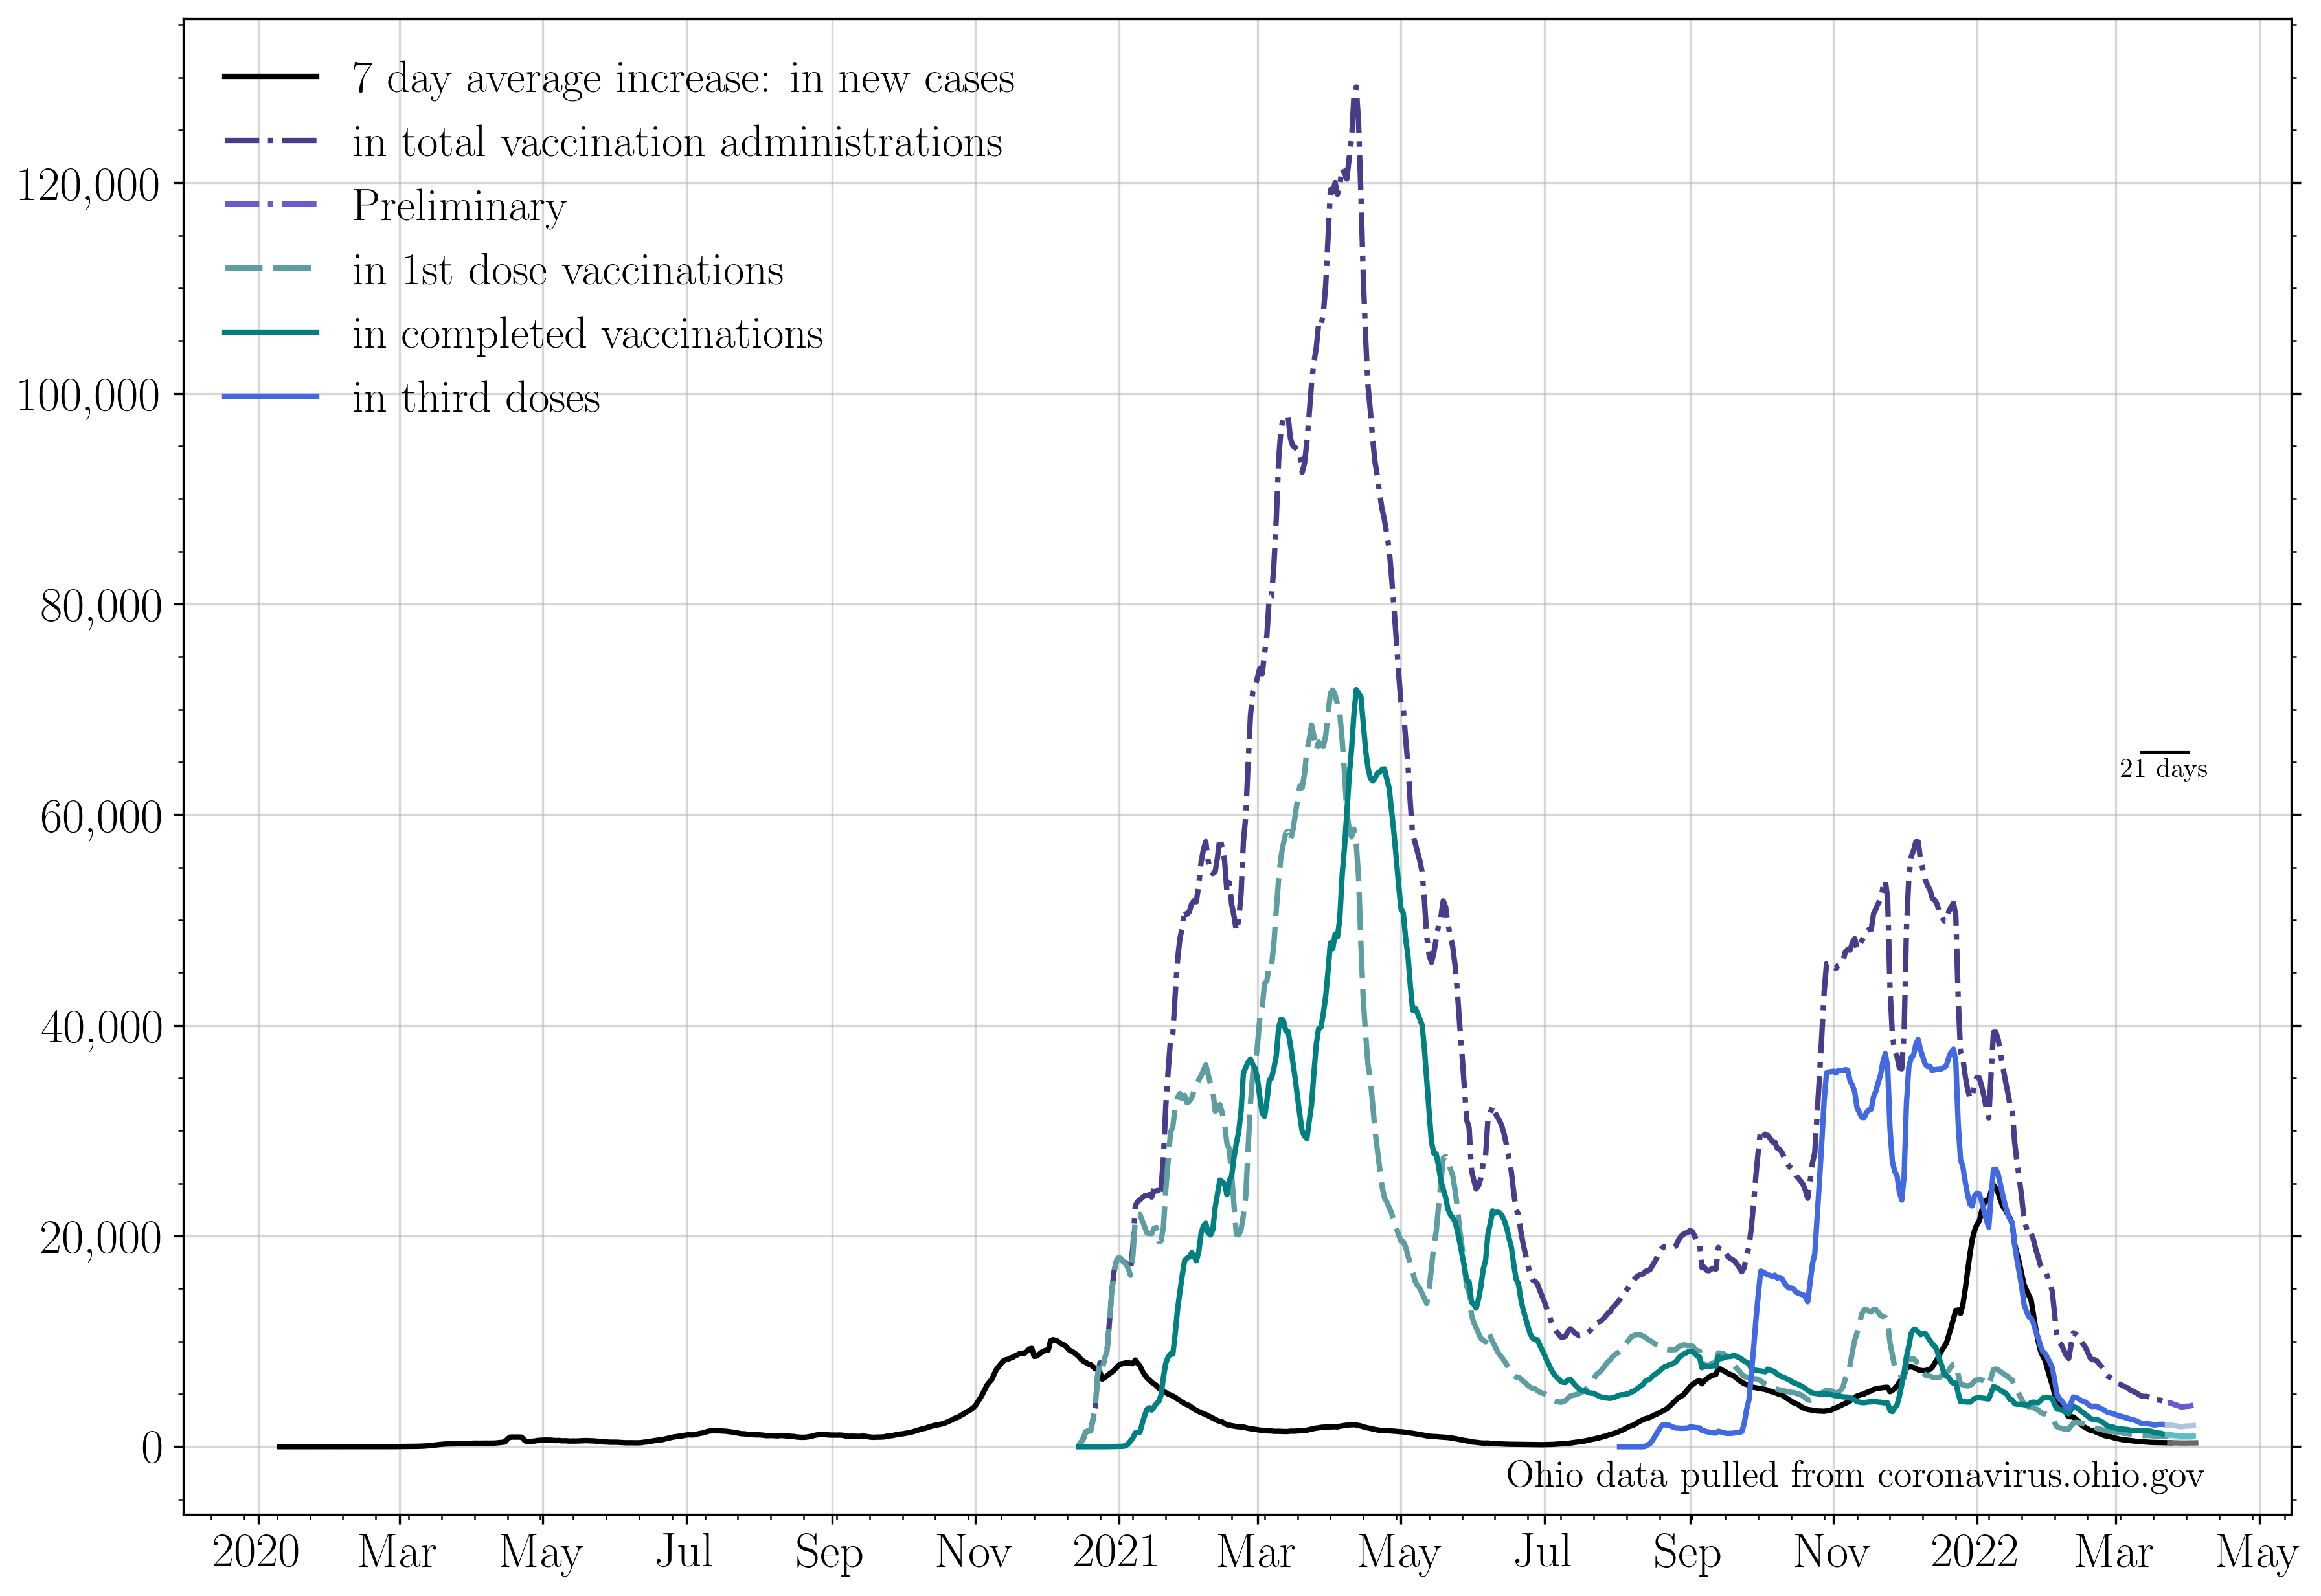 7 day average increase: in new cases
in total vaccination administrations
Preliminary
in 1st dose vaccinations
in completed vaccinations
in third doses
120,000
100,000
80,000
60,000
40,000
20,000
0
21 days
Ohio data pulled from coronavirus.ohio.gov
2020 Mar May Jul Sep Nov 2021 Mar May Jul Sep Nov 2022 Mar May